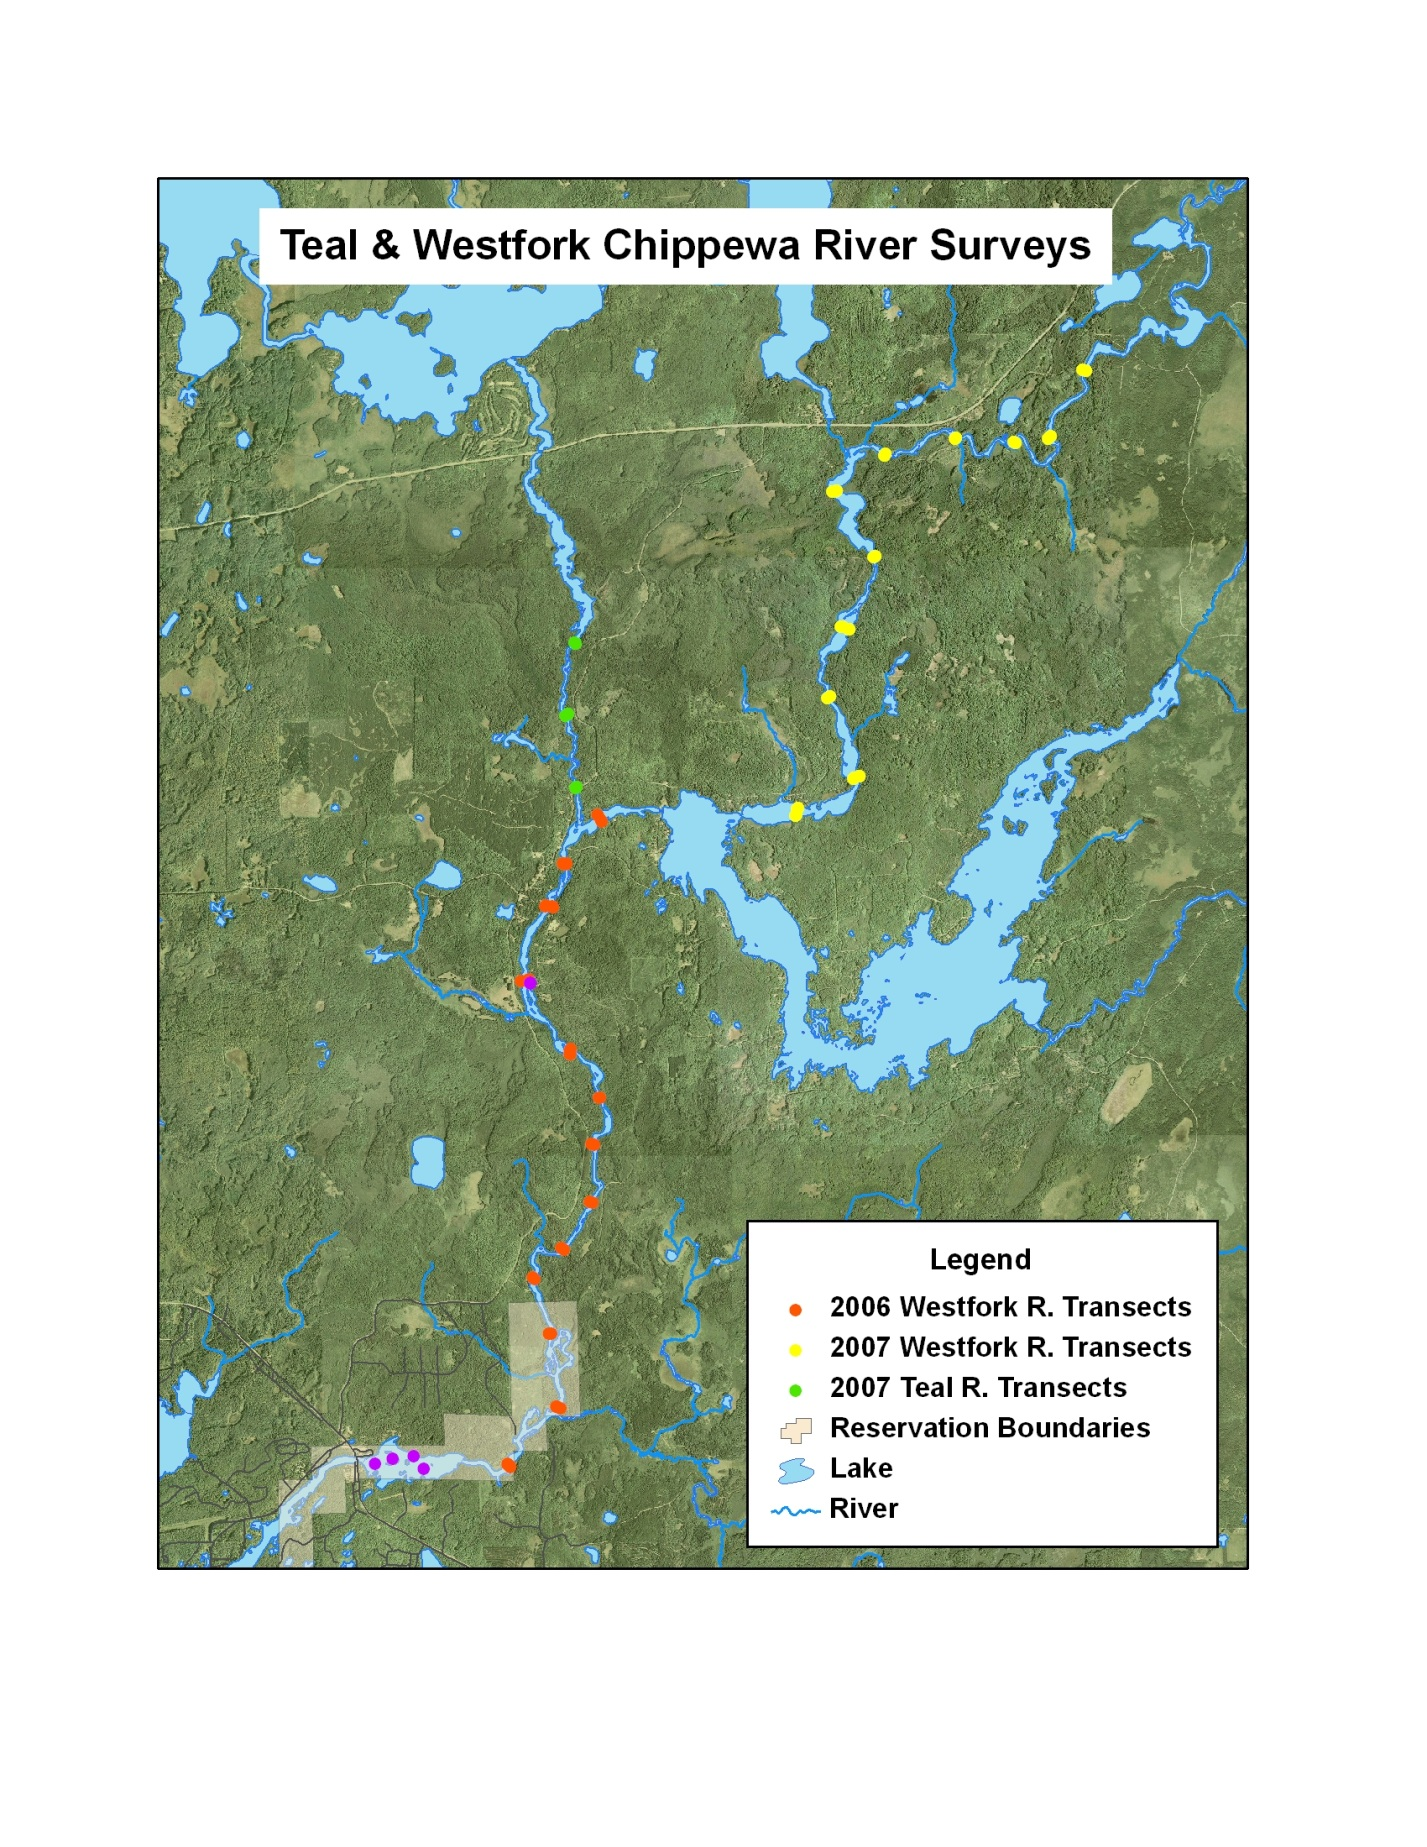 Teal & Westfork Chippewa River Surveys
Legend
2006 Westfork R. Transects
2007 Westfork R. Transects
2007 Teal R. Transects
Reservation Boundaries
Lake
River